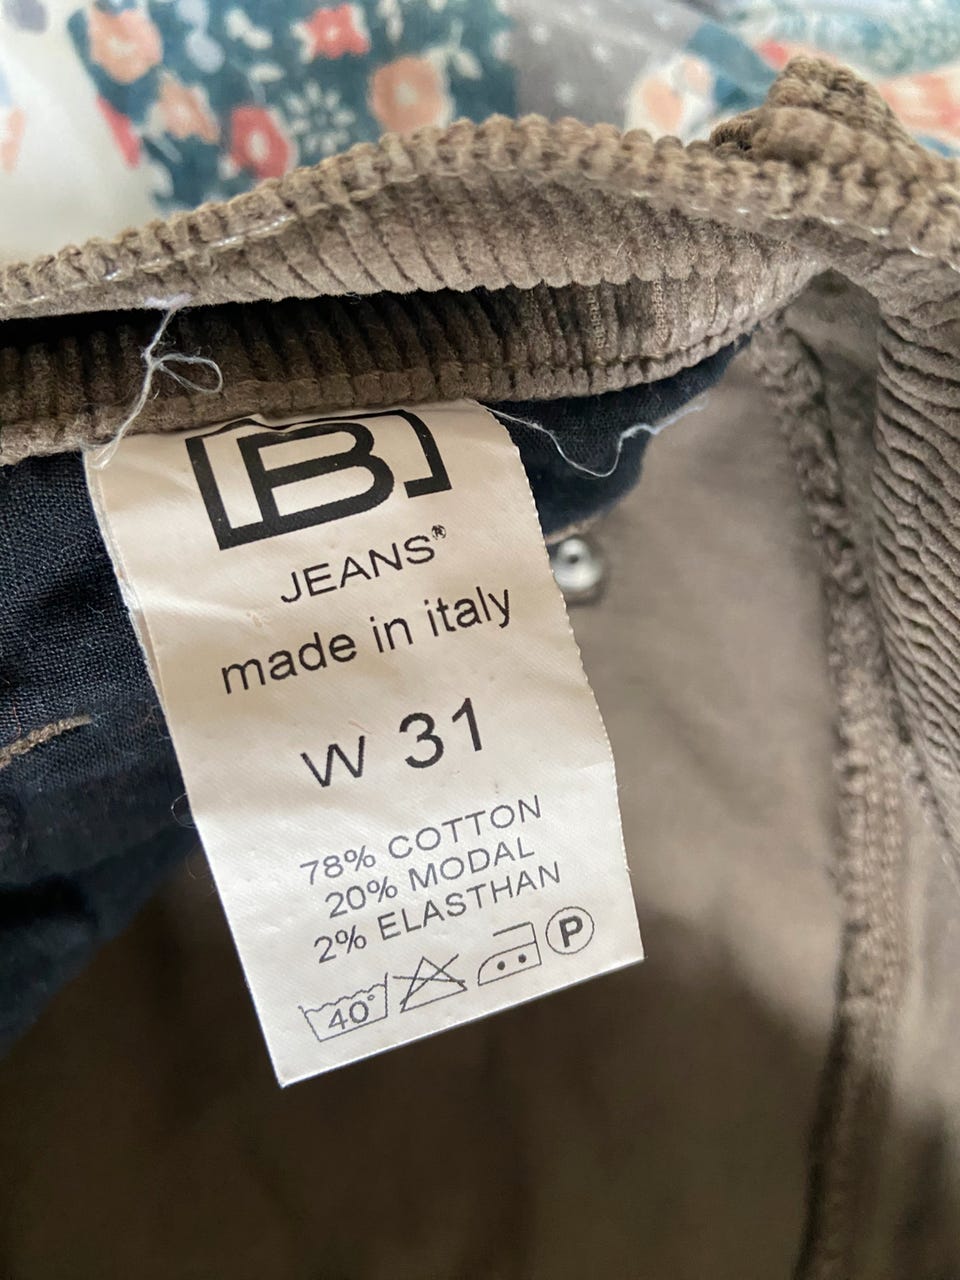 B
JEANS®
made in italy
W 31
78% COTTON
20% MODAL
2% ELASTHAN
40° P